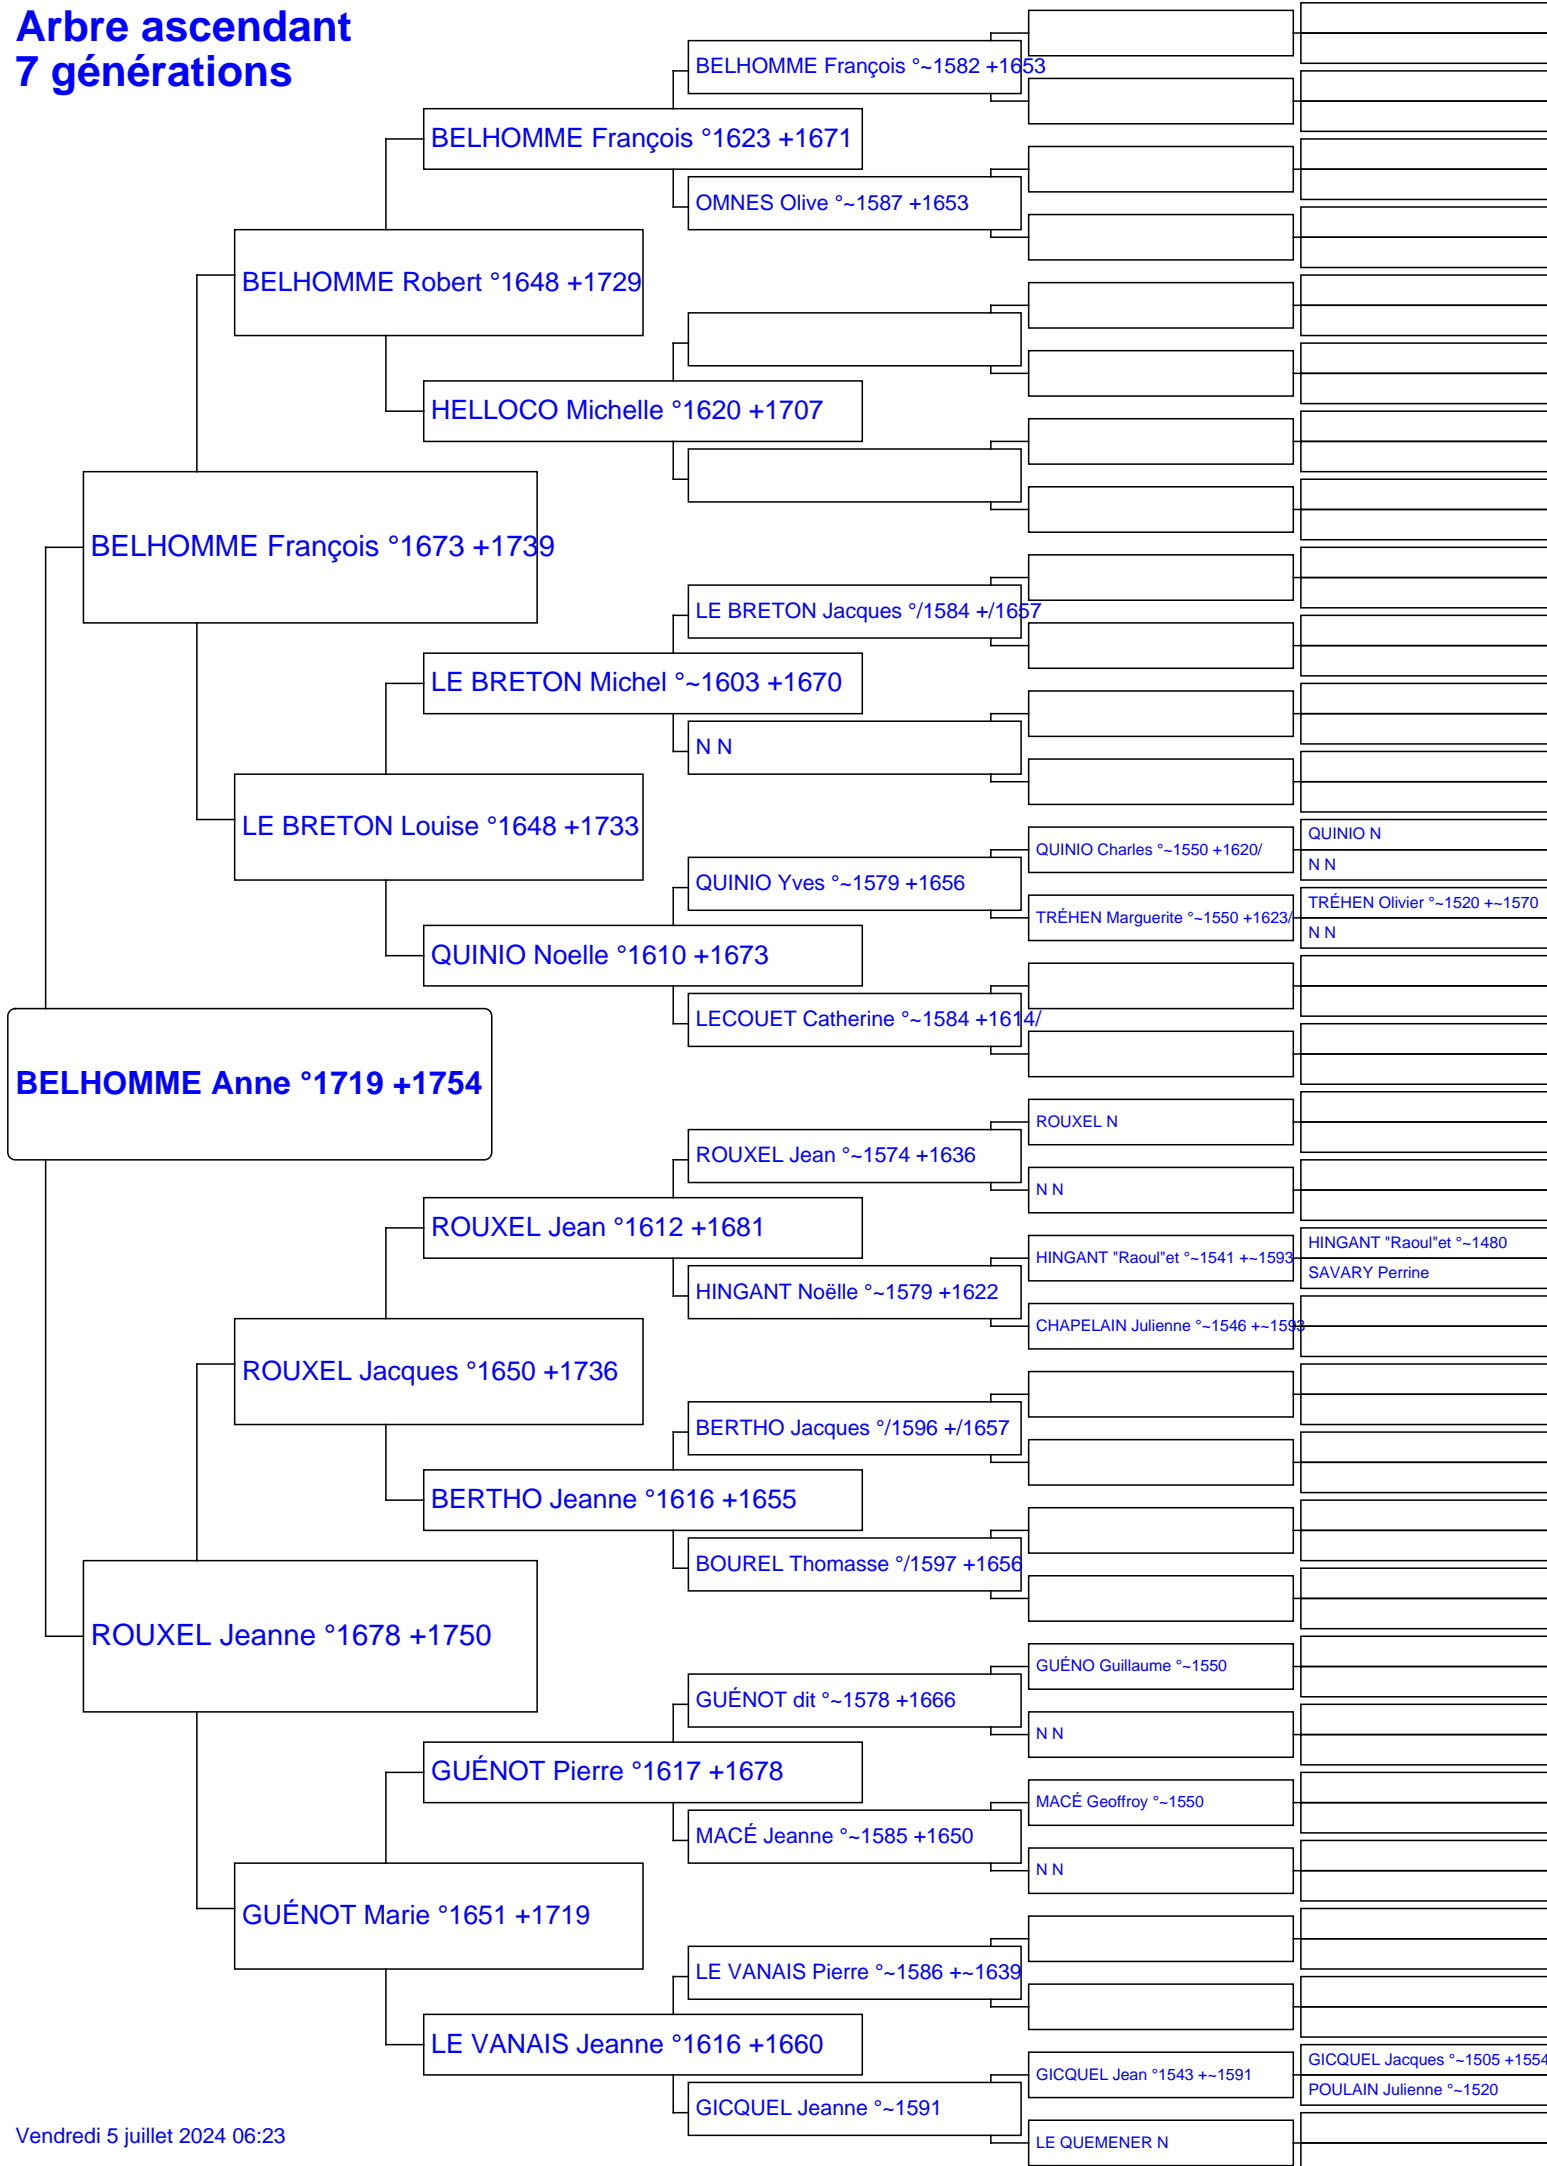 Arbre ascendant
7 générations
BELHOMME François °~1582 +1653
BELHOMME François °1623 +1671
OMNES Olive °~1587 +1653
BELHOMME Robert °1648 +1729
HELLOCO Michelle °1620 +1707
BELHOMME François °1673 +1739
LE BRETON Jacques °/1584 +/1657
LE BRETON Michel °~1603 +1670
N N
LE BRETON Louise °1648 +1733
QUINIO N
QUINIO Charles °~1550 +1620/
N N
QUINIO Yves °~1579 +1656
TRÉHEN Olivier °~1520 +~1570
TRÉHEN Marguerite °~1550 +1623/
N N
QUINIO Noelle °1610 +1673
LECOUET Catherine °~1584 +1614/
BELHOMME Anne °1719 +1754
ROUXEL N
ROUXEL Jean °~1574 +1636
N N
ROUXEL Jean °1612 +1681
HINGANT "Raoul"et °~1480
HINGANT "Raoul"et °~1541 +~1593
SAVARY Perrine
HINGANT Noëlle °~1579 +1622
CHAPELAIN Julienne °~1546 +~1593
ROUXEL Jacques °1650 +1736
BERTHO Jacques °/1596 +/1657
BERTHO Jeanne °1616 +1655
BOUREL Thomasse °/1597 +1656
ROUXEL Jeanne °1678 +1750
GUÉNO Guillaume °~1550
GUÉNOT dit °~1578 +1666
N N
GUÉNOT Pierre °1617 +1678
MACÉ Geoffroy °~1550
MACÉ Jeanne °~1585 +1650
N N
GUÉNOT Marie °1651 +1719
LE VANAIS Pierre °~1586 +~1639
LE VANAIS Jeanne °1616 +1660
GICQUEL Jacques °~1505 +1554
GICQUEL Jean °1543 +~1591
POULAIN Julienne °~1520
GICQUEL Jeanne °~1591
LE QUEMENER N
Vendredi 5 juillet 2024 06:23